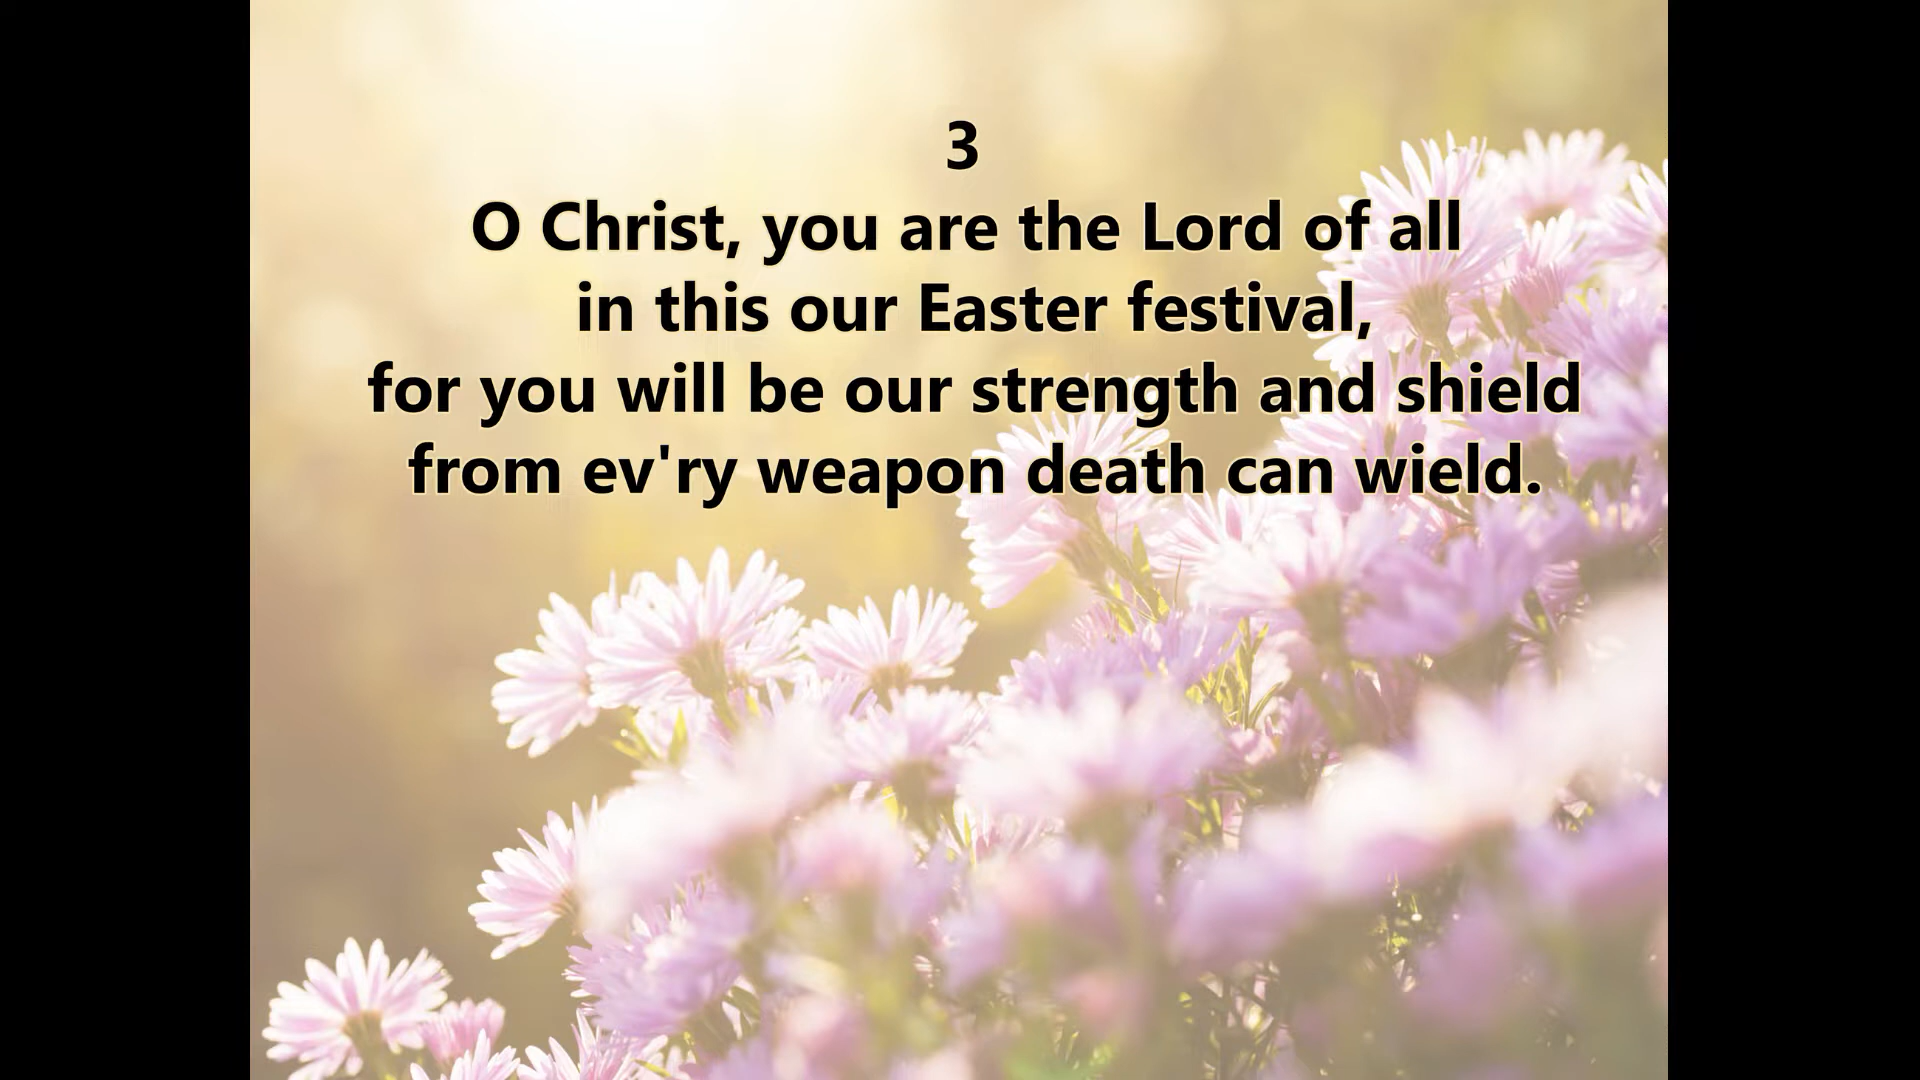 3
O Christ, you are the Lord of all
in this our Easter festival,
for you will be our strength and shield
from ev'ry weapon death can wield.